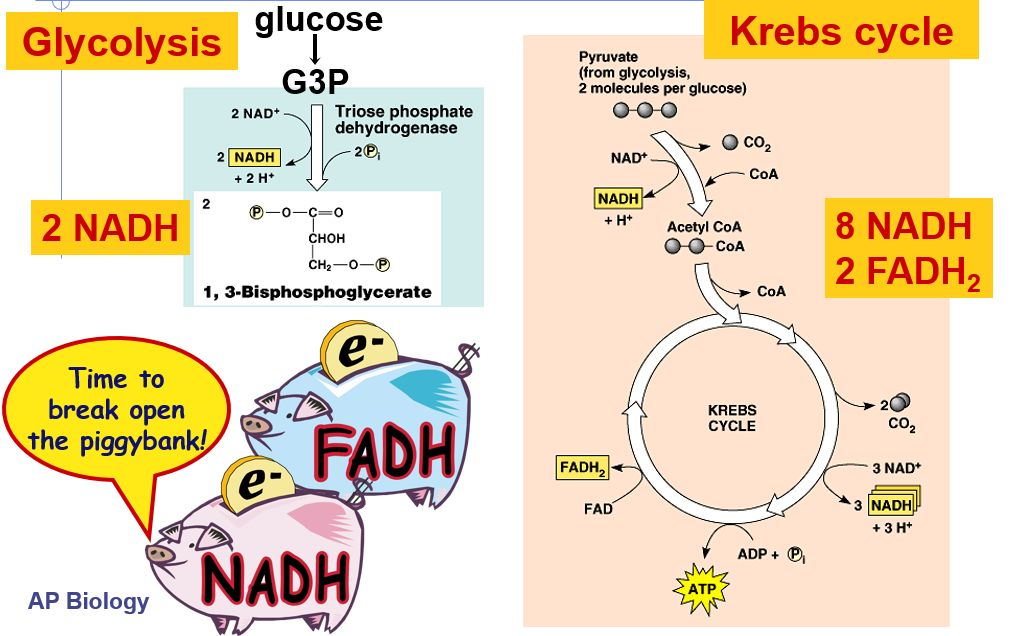 Glycolysis
glucose
G3P
2 NAD⁺
Triose phosphate
dehydrogenase
2 NADH
+ 2 H⁺
2 Pᵢ
2
P—O—C=O
CHOH
CH₂—O—P
1, 3-Bisphosphoglycerate
2 NADH
Time to
break open
the piggybank!
e-
FADH
e-
NADH
AP Biology
Krebs cycle
Pyruvate
(from glycolysis,
2 molecules per glucose)
CO₂
NAD⁺
CoA
NADH
+ H⁺
Acetyl CoA
CoA
CoA
8 NADH
2 FADH₂
KREBS
CYCLE
2
CO₂
3 NAD⁺
3 NADH
+ 3 H⁺
FADH₂
FAD
ADP + Pᵢ
ATP